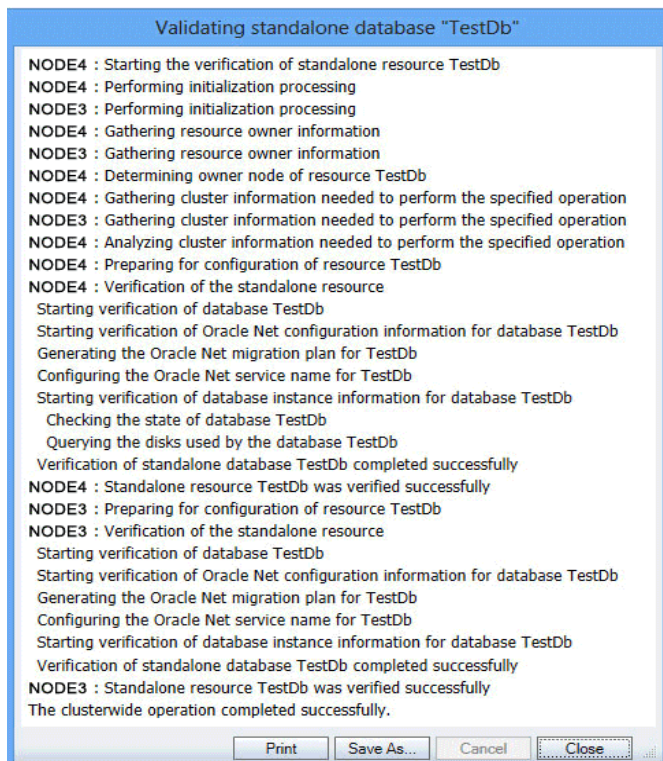 Validating standalone database "TestDb"
NODE4 : Starting the verification of standalone resource TestDb
NODE4 : Performing initialization processing
NODE3 : Performing initialization processing
NODE4 : Gathering resource owner information
NODE3 : Gathering resource owner information
NODE4 : Determining owner node of resource TestDb
NODE4 : Gathering cluster information needed to perform the specified operation
NODE3 : Gathering cluster information needed to perform the specified operation
NODE4 : Analyzing cluster information needed to perform the specified operation
NODE4 : Preparing for configuration of resource TestDb
NODE4 : Verification of the standalone resource
Starting verification of database TestDb
Starting verification of Oracle Net configuration information for database TestDb
Generating the Oracle Net migration plan for TestDb
Configuring the Oracle Net service name for TestDb
Starting verification of database instance information for database TestDb
Checking the state of database TestDb
Querying the disks used by the database TestDb
Verification of standalone database TestDb completed successfully
NODE4 : Standalone resource TestDb was verified successfully
NODE3 : Preparing for configuration of resource TestDb
NODE3 : Verification of the standalone resource
Starting verification of database TestDb
Starting verification of Oracle Net configuration information for database TestDb
Generating the Oracle Net migration plan for TestDb
Configuring the Oracle Net service name for TestDb
Starting verification of database instance information for database TestDb
Verification of standalone database TestDb completed successfully
NODE3 : Standalone resource TestDb was verified successfully
The clusterwide operation completed successfully.
Print Save As... Cancel Close